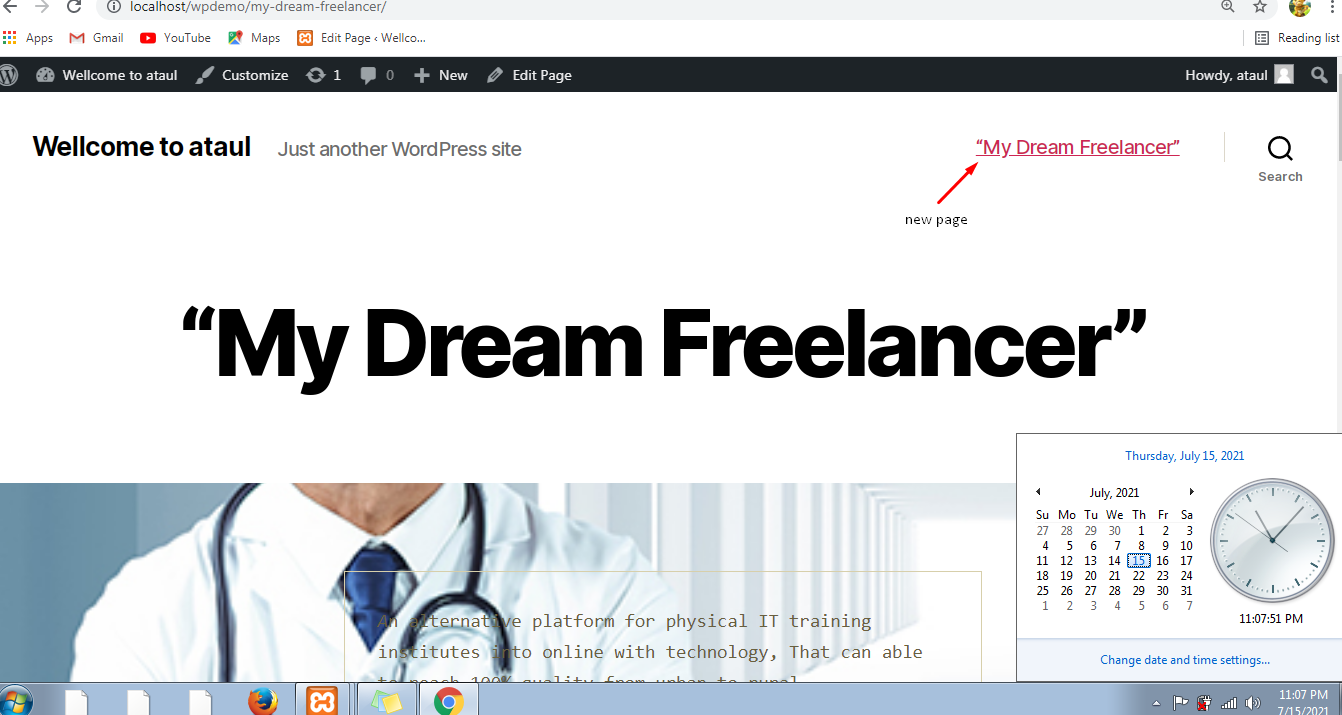 localhost/wpdemo/my-dream-freelancer/
Apps Gmail YouTube Maps Edit Page ‹ Wellco... Reading list
Wellcome to ataul Customize 1 0 New Edit Page Howdy, ataul
Wellcome to ataul Just another WordPress site “My Dream Freelancer”
Search
new page
“My Dream Freelancer”
Thursday, July 15, 2021
July, 2021
Su Mo Tu We Th Fr Sa
27 28 29 30 1 2 3
4 5 6 7 8 9 10
11 12 13 14 15 16 17
18 19 20 21 22 23 24
25 26 27 28 29 30 31
1 2 3 4 5 6 7
11:07:51 PM
Change date and time settings...
An alternative platform for physical IT training
institutes into online with technology, That can able
to reach 100% quality from urban to rural
11:07 PM
7/15/2021